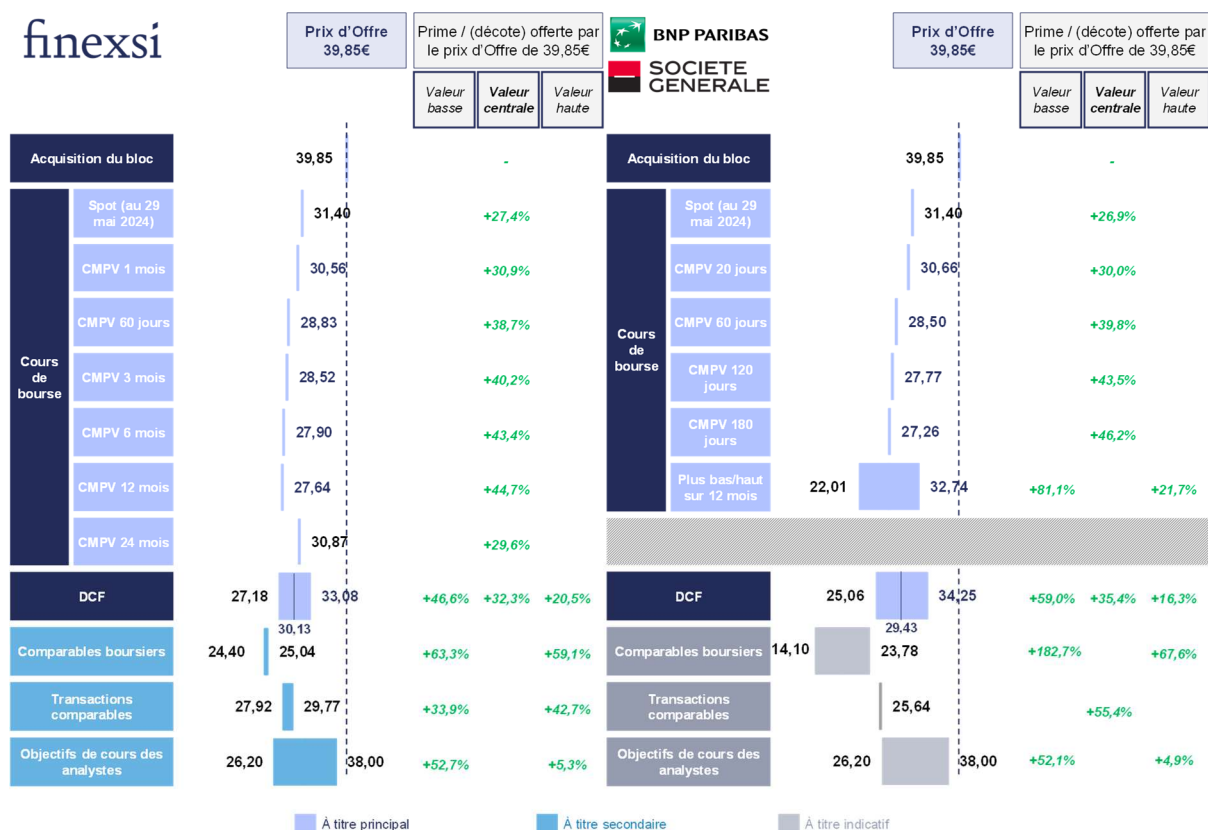 finexsi
Prix d'Offre
39,85€
Prime / (décote) offerte par
le prix d'Offre de 39,85€
Valeur
basse
Valeur
centrale
Valeur
haute
BNP PARIBAS
SOCIETE
GENERALE
Prix d'Offre
39,85€
Prime / (décote) offerte par
le prix d'Offre de 39,85€
Valeur
basse
Valeur
centrale
Valeur
haute
Acquisition du bloc
39,85
-
Cours
de
bourse
Spot (au 29
mai 2024)
31,40
+27,4%
CMPV 1 mois
30,56
+30,9%
CMPV 60 jours
28,83
+38,7%
CMPV 3 mois
28,52
+40,2%
CMPV 6 mois
27,90
+43,4%
CMPV 12 mois
27,64
+44,7%
CMPV 24 mois
30,87
+29,6%
DCF
27,18
33,08
30,13
+46,6%
+32,3%
+20,5%
Comparables boursiers
24,40
25,04
+63,3%
+59,1%
Transactions
comparables
27,92
29,77
+33,9%
+42,7%
Objectifs de cours des
analystes
26,20
38,00
+52,7%
+5,3%
Acquisition du bloc
39,85
-
Cours
de
bourse
Spot (au 29
mai 2024)
31,40
+26,9%
CMPV 20 jours
30,66
+30,0%
CMPV 60 jours
28,50
+39,8%
CMPV 120
jours
27,77
+43,5%
CMPV 180
jours
27,26
+46,2%
Plus bas/haut
sur 12 mois
22,01
32,74
+81,1%
+21,7%
DCF
25,06
34,25
29,43
+59,0%
+35,4%
+16,3%
Comparables boursiers
14,10
23,78
+182,7%
+67,6%
Transactions
comparables
25,64
+55,4%
Objectifs de cours des
analystes
26,20
38,00
+52,1%
+4,9%
À titre principal
À titre secondaire
À titre indicatif